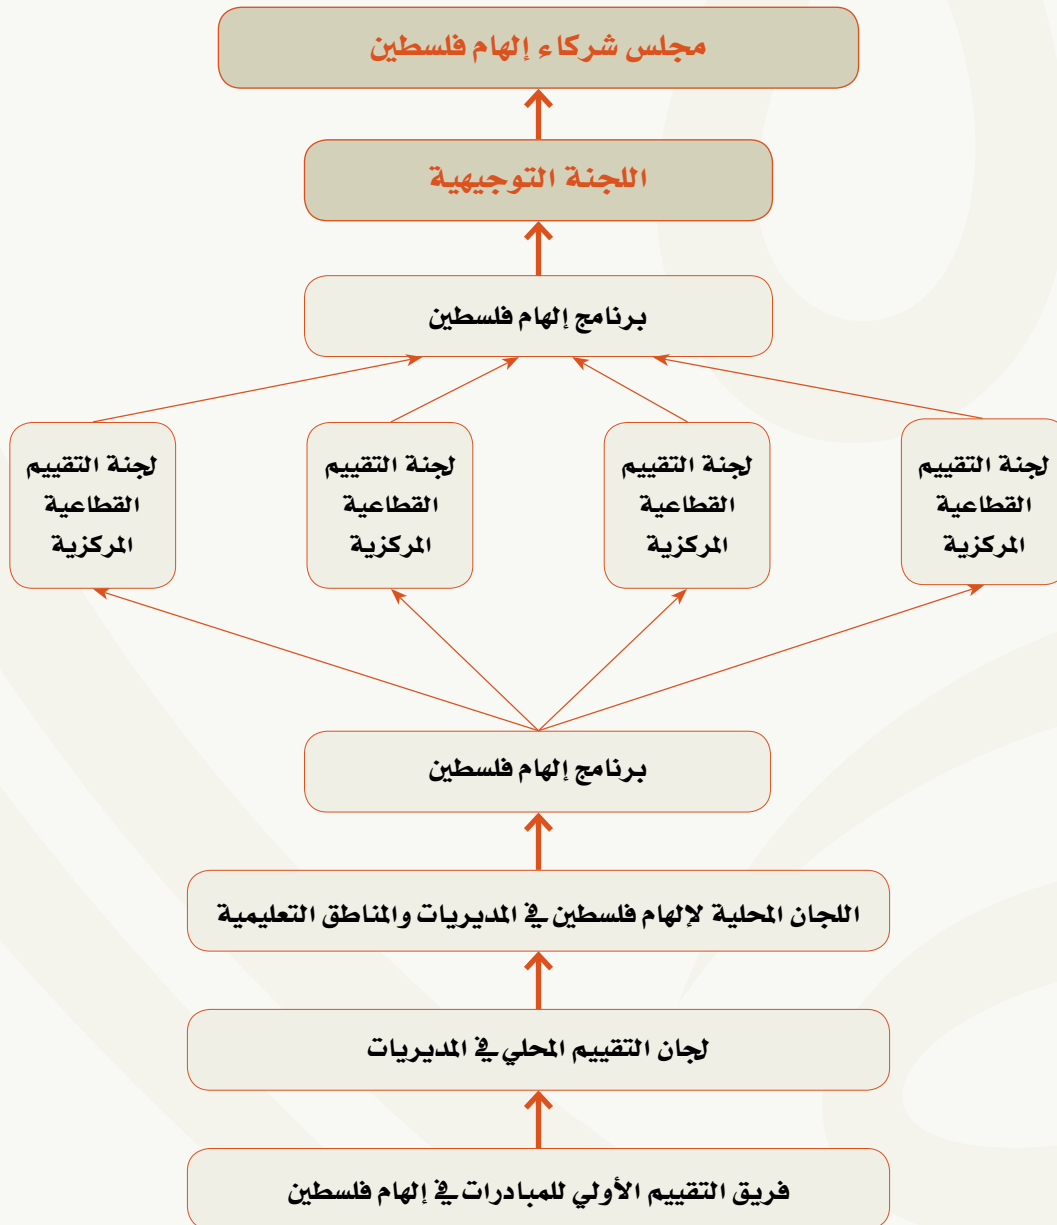 مجلس شركاء إلهام فلسطين
اللجنة التوجيهية
برنامج إلهام فلسطين
لجنة التقييم
القطاعية
المركزية
لجنة التقييم
القطاعية
المركزية
لجنة التقييم
القطاعية
المركزية
لجنة التقييم
القطاعية
المركزية
برنامج إلهام فلسطين
اللجان المحلية لإلهام فلسطين في المديريات والمناطق التعليمية
لجان التقييم المحلي في المديريات
فريق التقييم الأولي للمبادرات في إلهام فلسطين